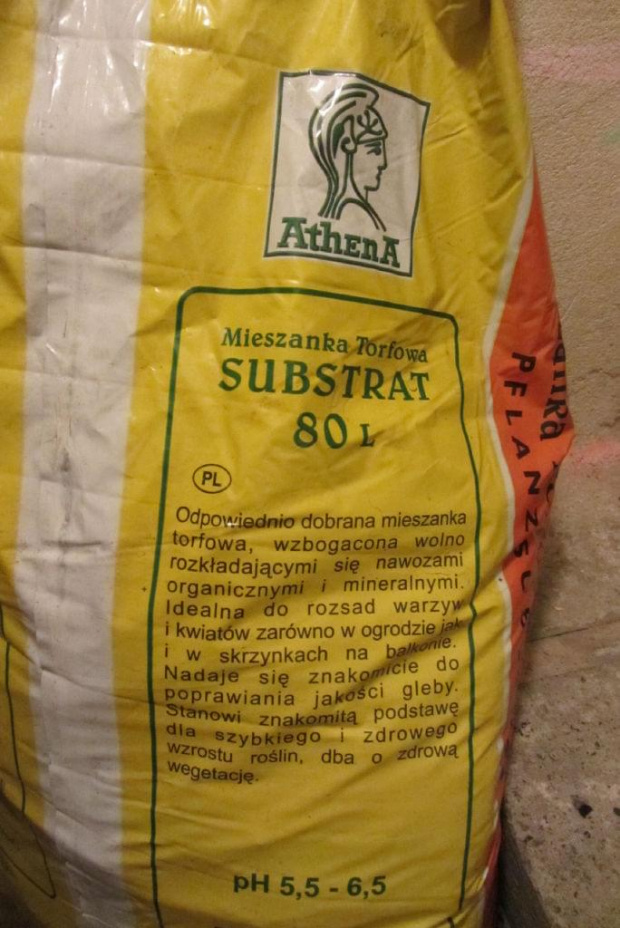 AthenA
Mieszanka Torfowa
SUBSTRAT
80 L
PL
Odpowiednio dobrana mieszanka
torfowa, wzbogacona wolno
rozkładającymi się nawozami
organicznymi i mineralnymi.
Idealna do rozsad warzyw
i kwiatów zarówno w ogrodzie jak
i w skrzynkach na balkonie.
Nadaje się znakomicie do
poprawiania jakości gleby.
Stanowi znakomitą podstawę
dla szybkiego i zdrowego
wzrostu roślin, dba o zdrową
wegetację.
pH 5,5 - 6,5